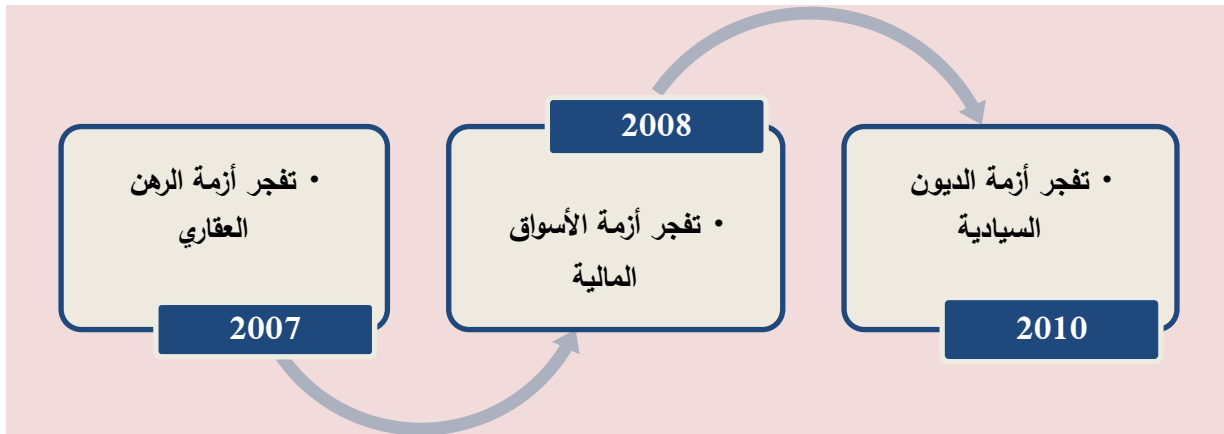 • تفجر أزمة الرهن
العقاري
2007
2008
• تفجر أزمة الأسواق
المالية
• تفجر أزمة الديون
السيادية
2010